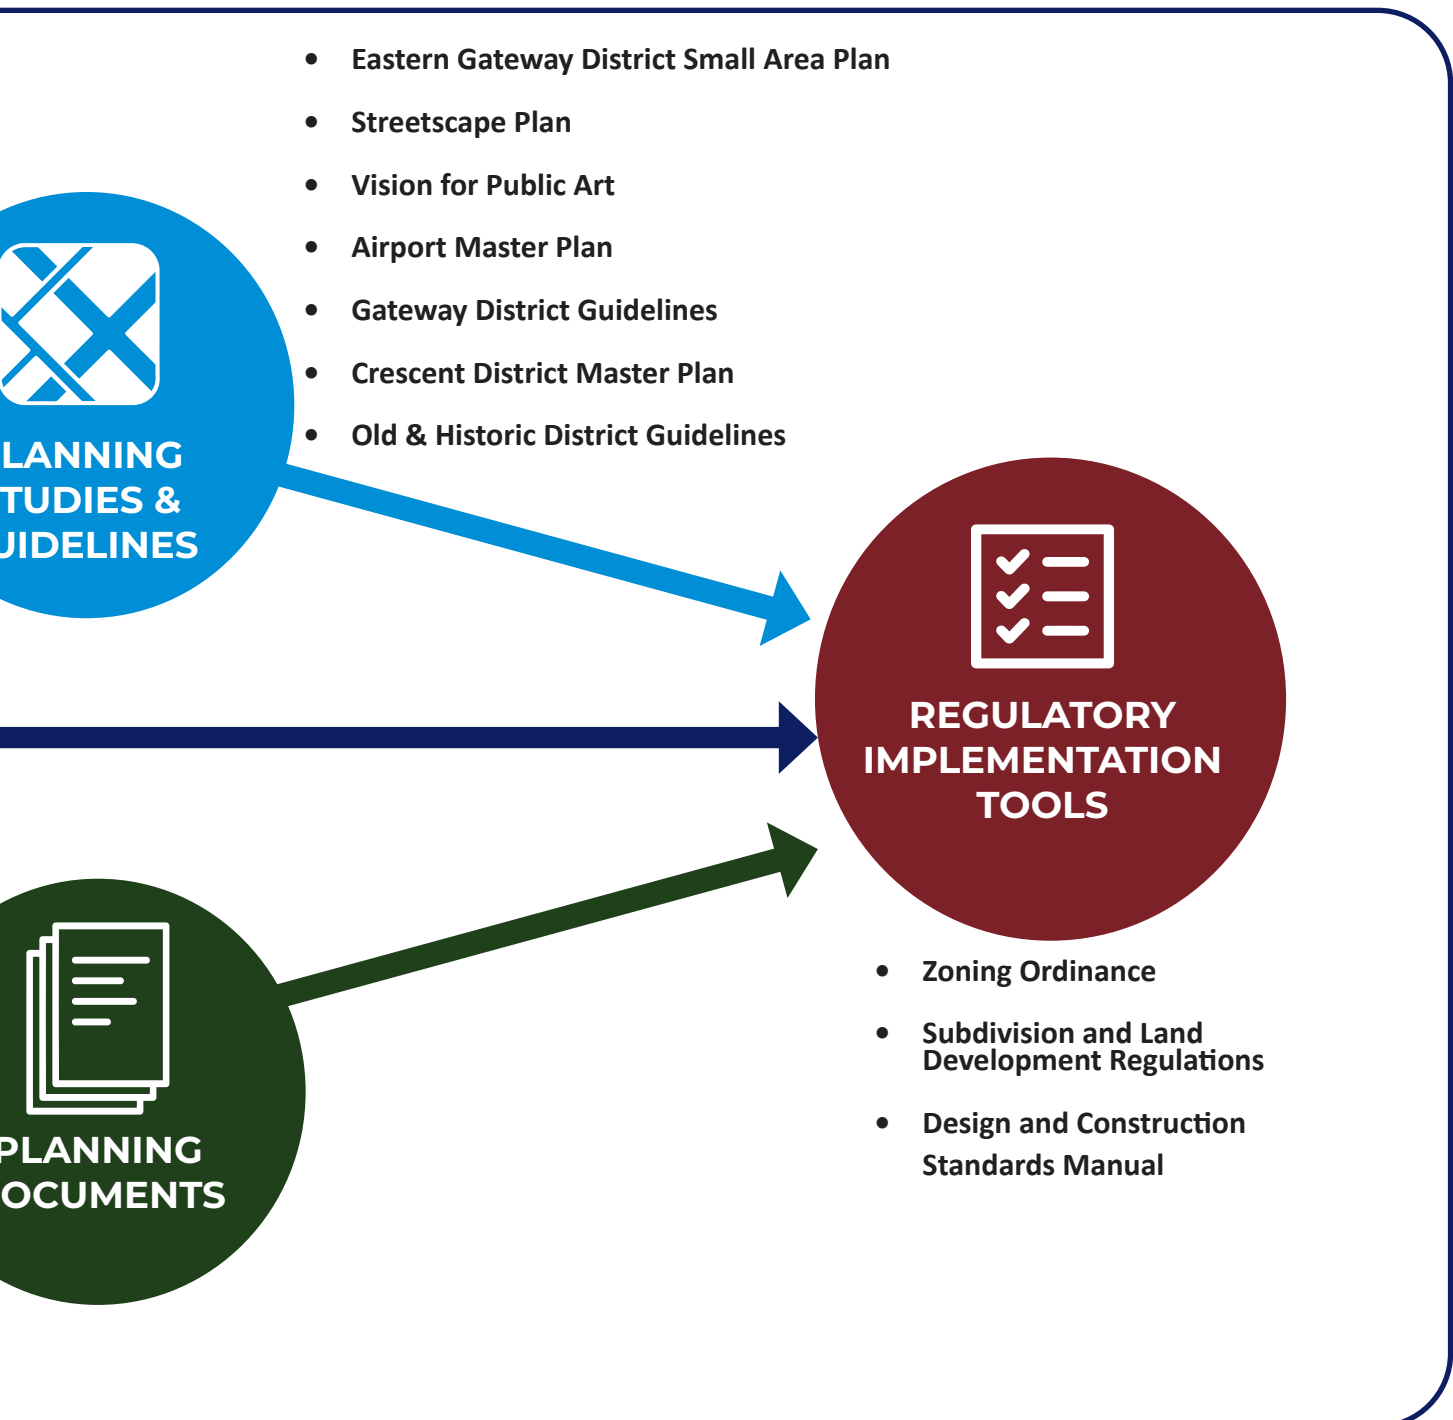 • Eastern Gateway District Small Area Plan
• Streetscape Plan
• Vision for Public Art
• Airport Master Plan
• Gateway District Guidelines
• Crescent District Master Plan
• Old & Historic District Guidelines
LANNING
TUDIES &
UIDELINES
REGULATORY
IMPLEMENTATION
TOOLS
• Zoning Ordinance
• Subdivision and Land
Development Regulations
• Design and Construction
Standards Manual
PLANNING
OCUMENTS